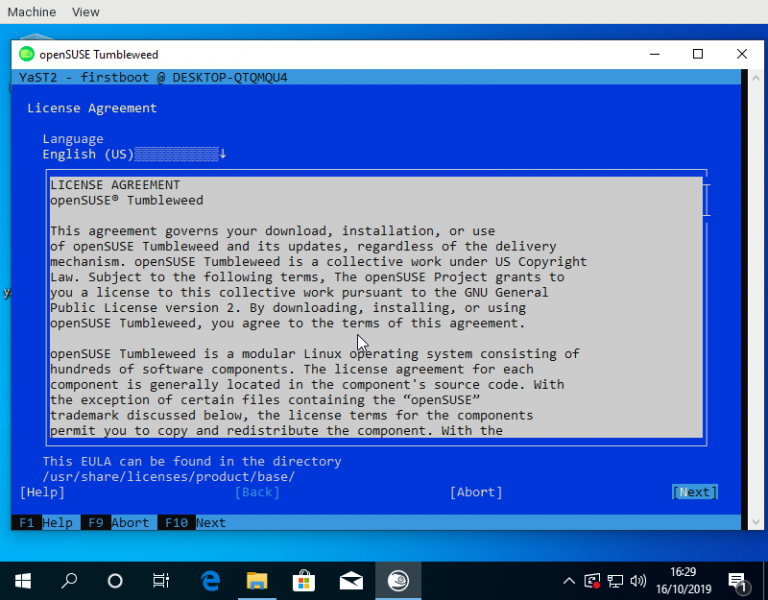 Machine View
openSUSE Tumbleweed
YaST2 - firstboot @ DESKTOP-QTQMQU4
License Agreement
Language
English (US)
LICENSE AGREEMENT
openSUSE® Tumbleweed
This agreement governs your download, installation, or use
of openSUSE Tumbleweed and its updates, regardless of the delivery
mechanism. openSUSE Tumbleweed is a collective work under US Copyright
Law. Subject to the following terms, The openSUSE Project grants to
you a license to this collective work pursuant to the GNU General
Public License version 2. By downloading, installing, or using
openSUSE Tumbleweed, you agree to the terms of this agreement.
openSUSE Tumbleweed is a modular Linux operating system consisting of
hundreds of software components. The license agreement for each
component is generally located in the component's source code. With
the exception of certain files containing the “openSUSE”
trademark discussed below, the license terms for the components
permit you to copy and redistribute the component. With the
This EULA can be found in the directory
/usr/share/licenses/product/base/
[Help] [Back] [Abort] [Next]
F1 Help F9 Abort F10 Next
16:29
16/10/2019
1